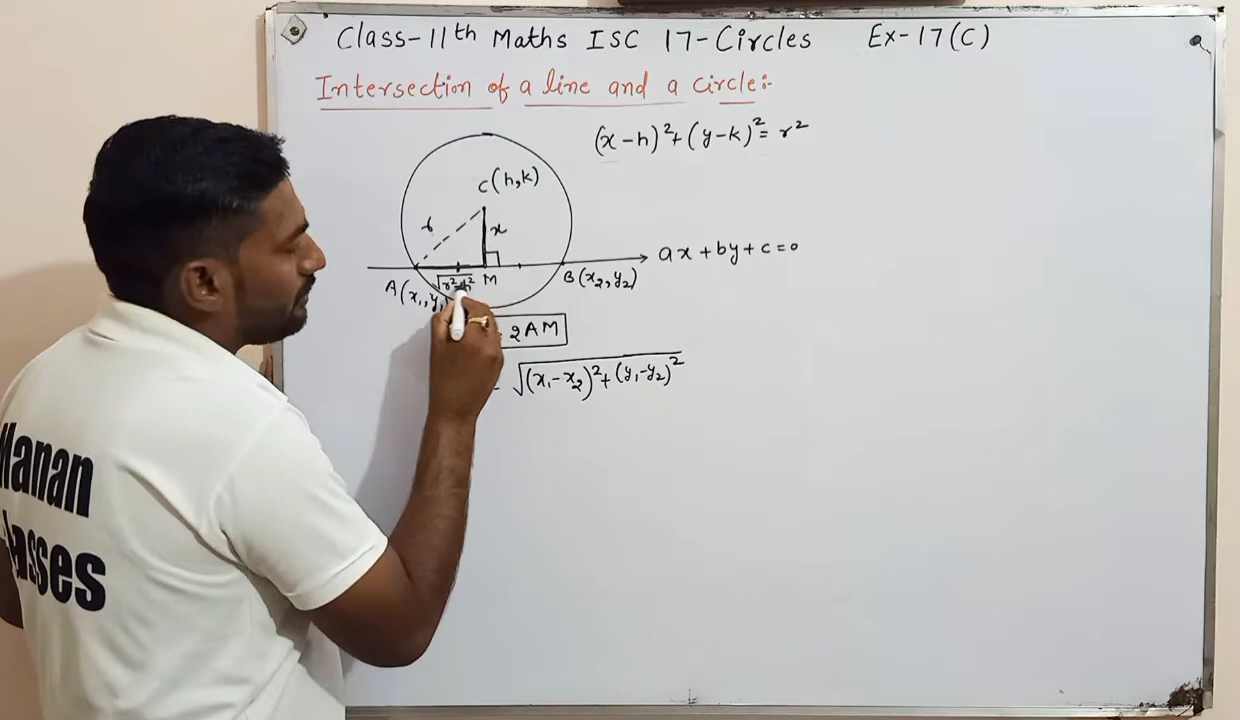 Class-11th Maths ISC 17-Circles Ex-17(C)
Intersection of a line and a circle:-
(x-h)²+(y-k)²= r²
C(h,k)
r
x
ax+by+c=0
M
A(x₁,y₁
B(x₂,y₂)
2AM
√(x₁-x₂)²+(y₁-y₂)²
Manan
Classes